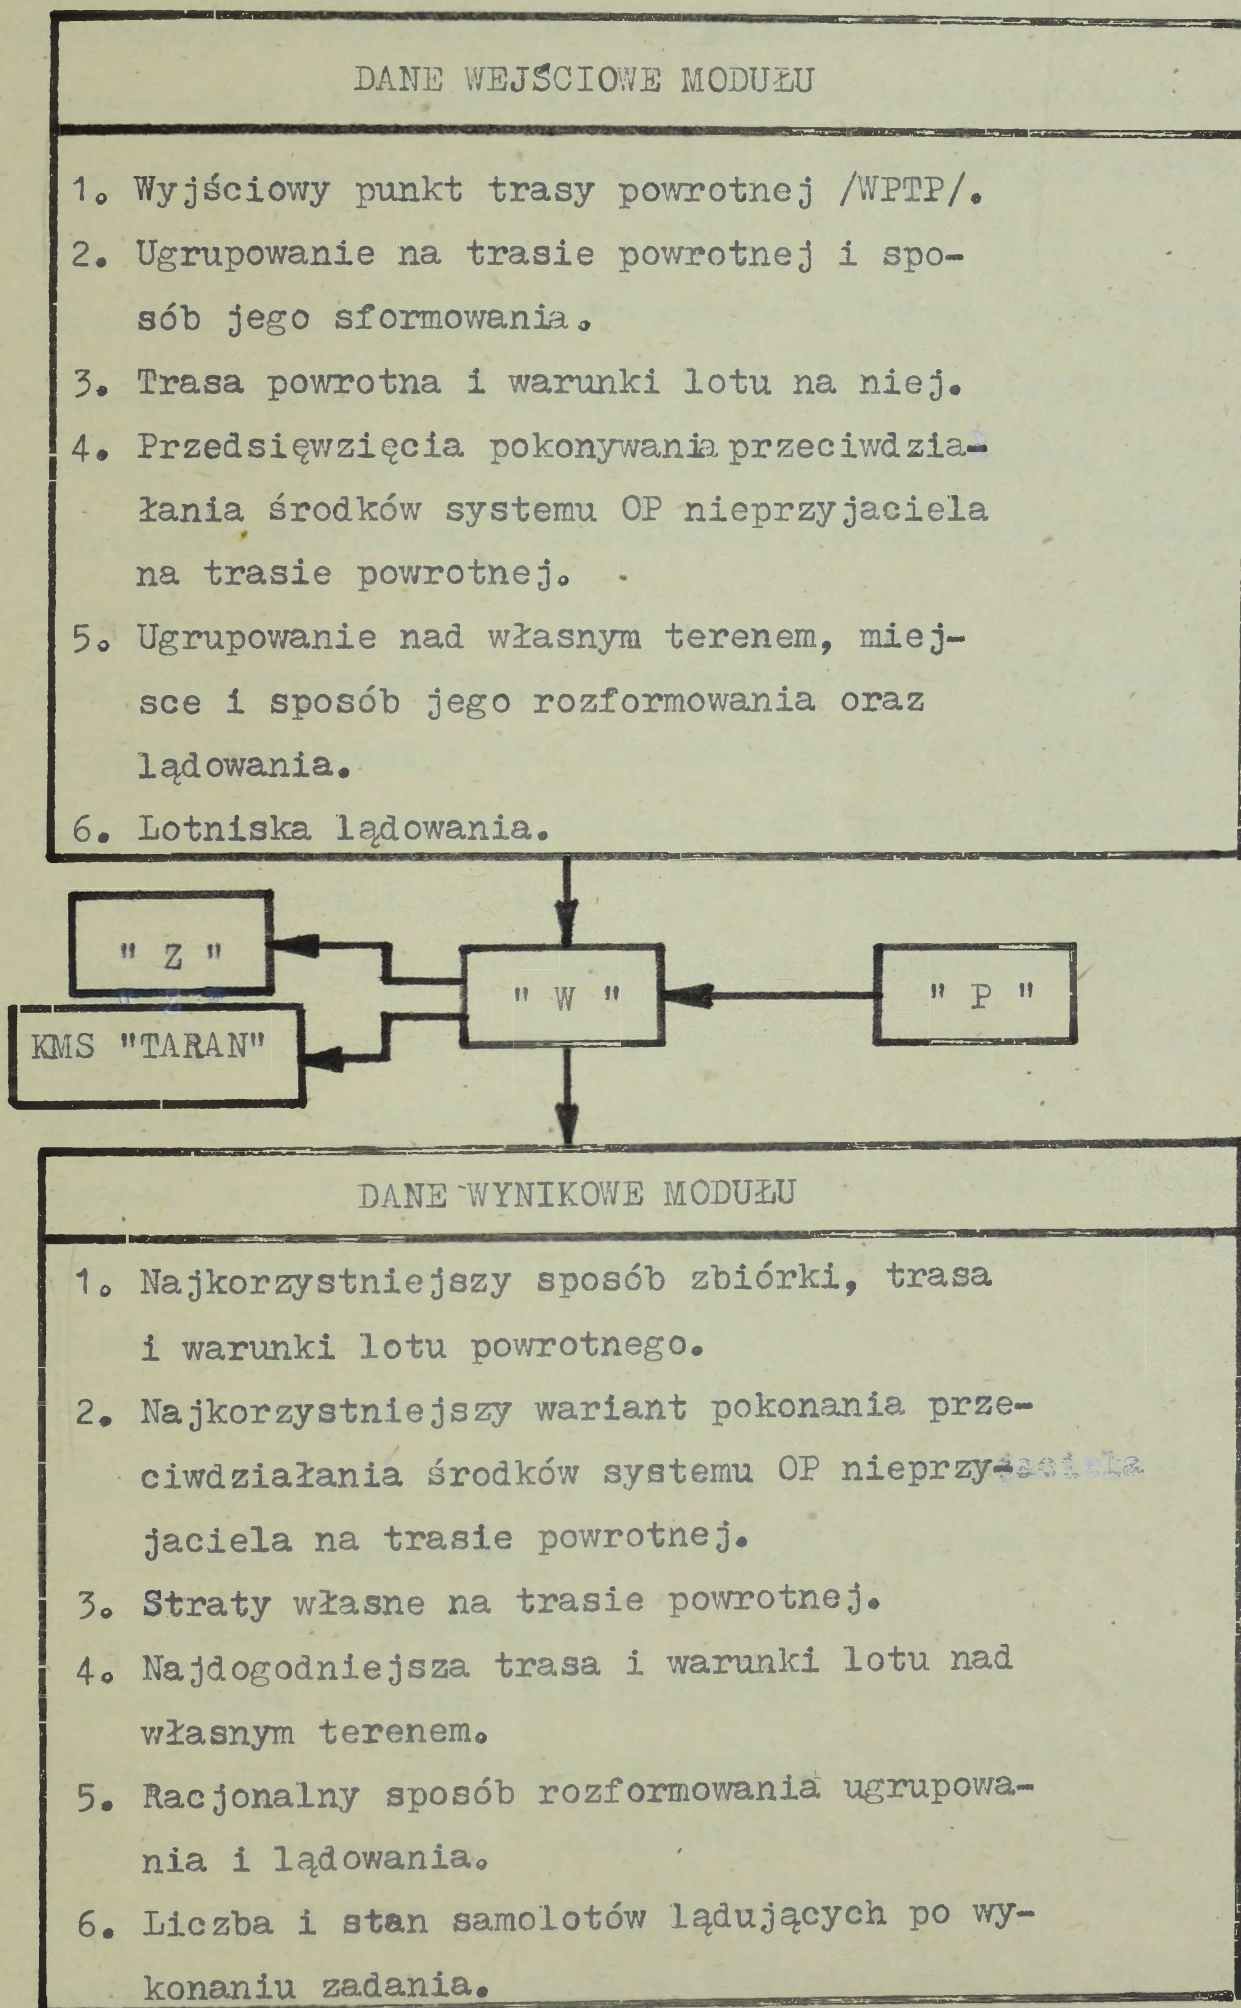 DANE WEJŚCIOWE MODUŁU
1. Wyjściowy punkt trasy powrotnej /WPTP/.
2. Ugrupowanie na trasie powrotnej i spo-
sób jego sformowania.
3. Trasa powrotna i warunki lotu na niej.
4. Przedsięwzięcia pokonywania przeciwdzia-
łania środków systemu OP nieprzyjaciela
na trasie powrotnej.
5. Ugrupowanie nad własnym terenem, miej-
sce i sposób jego rozformowania oraz
lądowania.
6. Lotniska lądowania.
" Z "
" W "
" P "
KMS "TARAN"
DANE WYNIKOWE MODUŁU
1. Najkorzystniejszy sposób zbiórki, trasa
i warunki lotu powrotnego.
2. Najkorzystniejszy wariant pokonania prze-
ciwdziałania środków systemu OP nieprzy-
jaciela na trasie powrotnej.
3. Straty własne na trasie powrotnej.
4. Najdogodniejsza trasa i warunki lotu nad
własnym terenem.
5. Racjonalny sposób rozformowania ugrupowa-
nia i lądowania.
6. Liczba i stan samolotów lądujących po wy-
konaniu zadania.